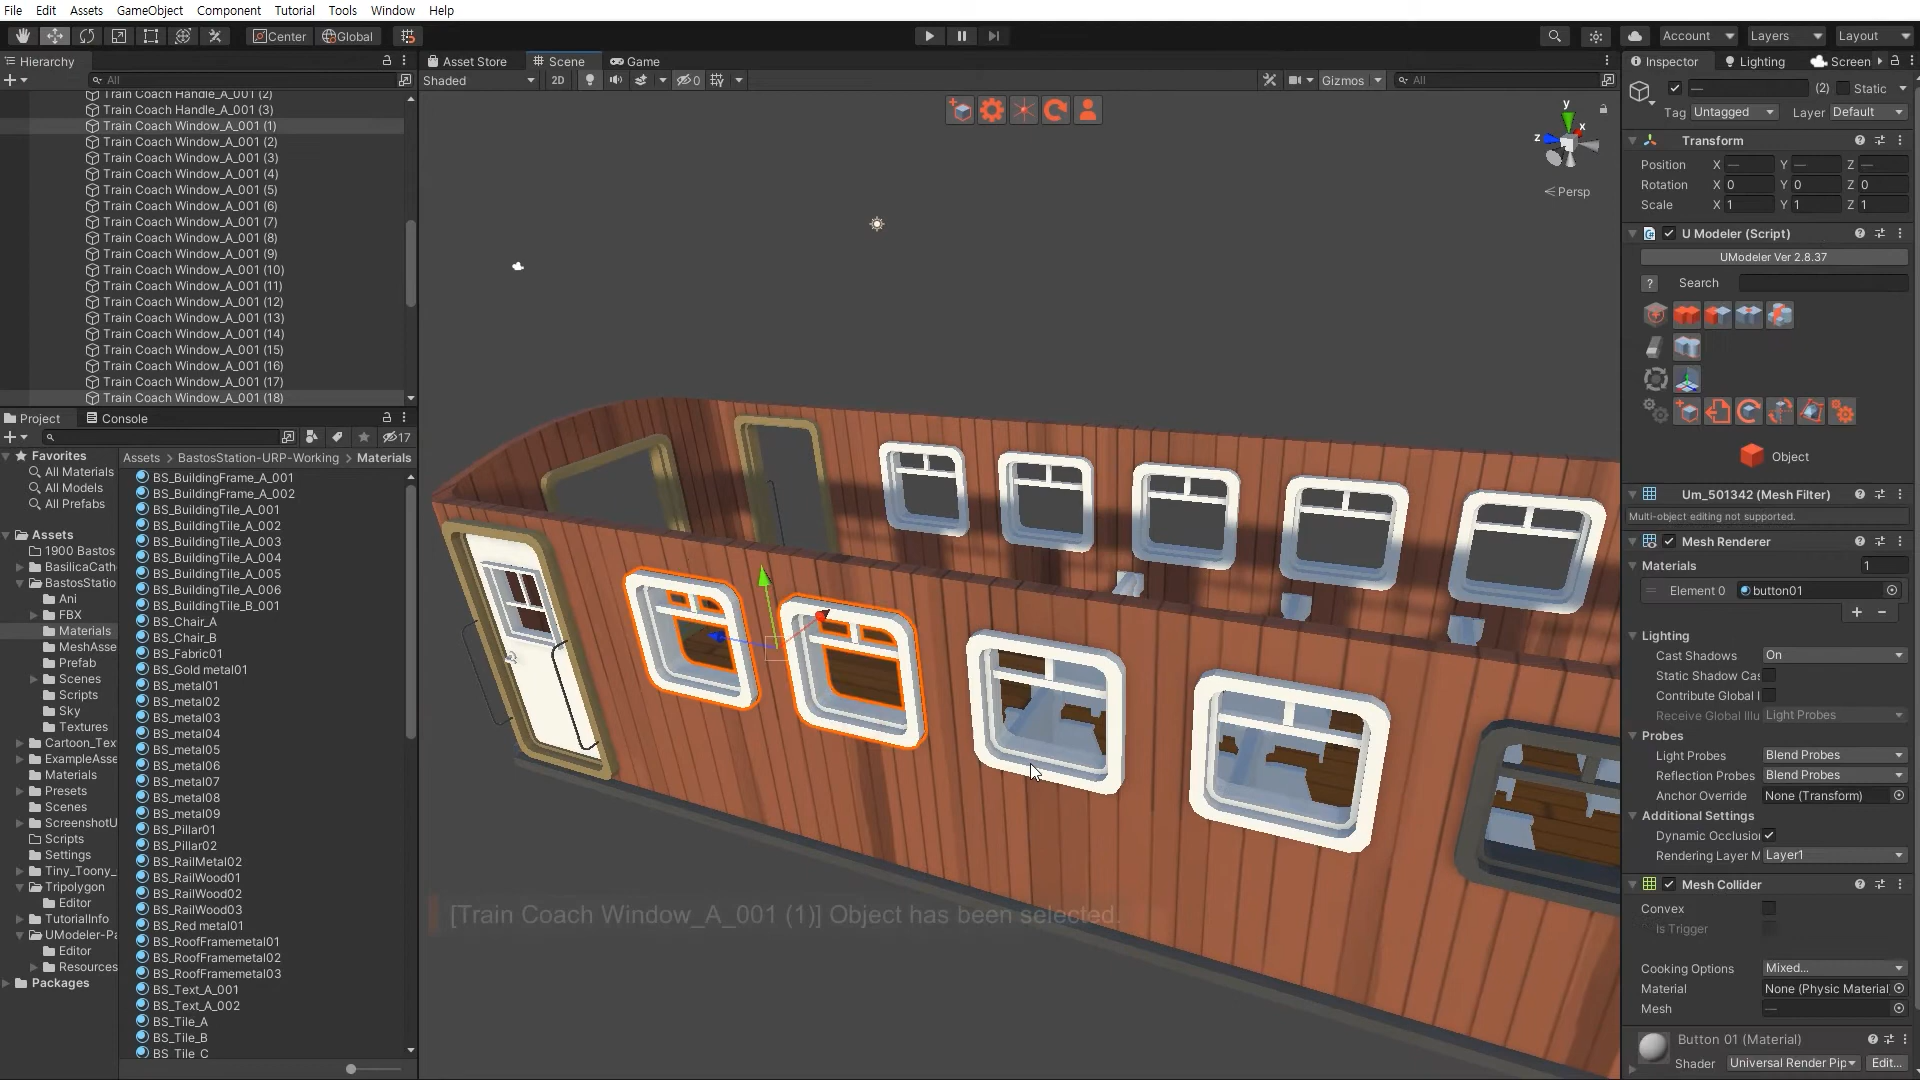 File Edit Assets GameObject Component Tutorial Tools Window Help
Center Global Account Layers Layout
Hierarchy
All
Train Coach Handle_A_001 (2)
Train Coach Handle_A_001 (3)
Train Coach Window_A_001 (1)
Train Coach Window_A_001 (2)
Train Coach Window_A_001 (3)
Train Coach Window_A_001 (4)
Train Coach Window_A_001 (5)
Train Coach Window_A_001 (6)
Train Coach Window_A_001 (7)
Train Coach Window_A_001 (8)
Train Coach Window_A_001 (9)
Train Coach Window_A_001 (10)
Train Coach Window_A_001 (11)
Train Coach Window_A_001 (12)
Train Coach Window_A_001 (13)
Train Coach Window_A_001 (14)
Train Coach Window_A_001 (15)
Train Coach Window_A_001 (16)
Train Coach Window_A_001 (17)
Train Coach Window_A_001 (18)
Project Console
17
Favorites
All Materials
All Models
All Prefabs
Assets
1900 Bastos
BasilicaCath
BastosStatio
Ani
FBX
Materials
MeshAsse
Prefab
Scenes
Scripts
Sky
Textures
Cartoon_Tex
ExampleAsse
Materials
Presets
Scenes
ScreenshotU
Scripts
Settings
Tiny_Toony_
Tripolygon
Editor
TutorialInfo
UModeler-Pa
Editor
Resources
Packages
Assets > BastosStation-URP-Working > Materials
BS_BuildingFrame_A_001
BS_BuildingFrame_A_002
BS_BuildingTile_A_001
BS_BuildingTile_A_002
BS_BuildingTile_A_003
BS_BuildingTile_A_004
BS_BuildingTile_A_005
BS_BuildingTile_A_006
BS_BuildingTile_B_001
BS_Chair_A
BS_Chair_B
BS_Fabric01
BS_Gold metal01
BS_metal01
BS_metal02
BS_metal03
BS_metal04
BS_metal05
BS_metal06
BS_metal07
BS_metal08
BS_metal09
BS_Pillar01
BS_Pillar02
BS_RailMetal02
BS_RailWood01
BS_RailWood02
BS_RailWood03
BS_Red metal01
BS_RoofFramemetal01
BS_RoofFramemetal02
BS_RoofFramemetal03
BS_Text_A_001
BS_Text_A_002
BS_Tile_A
BS_Tile_B
BS_Tile_C
Asset Store Scene Game
Shaded 2D 0 Gizmos All
y
x
z
Persp
[Train Coach Window_A_001 (1)] Object has been selected.
Inspector Lighting Screen
— (2) Static
Tag Untagged Layer Default
Transform
Position X — Y — Z —
Rotation X 0 Y 0 Z 0
Scale X 1 Y 1 Z 1
U Modeler (Script)
UModeler Ver 2.8.37
? Search
Object
Um_501342 (Mesh Filter)
Multi-object editing not supported.
Mesh Renderer
Materials 1
Element 0 button01
+ −
Lighting
Cast Shadows On
Static Shadow Cas
Contribute Global I
Receive Global Illu Light Probes
Probes
Light Probes Blend Probes
Reflection Probes Blend Probes
Anchor Override None (Transform)
Additional Settings
Dynamic Occlusion
Rendering Layer M Layer1
Mesh Collider
Convex
Is Trigger
Cooking Options Mixed...
Material None (Physic Material
Mesh —
Button 01 (Material)
Shader Universal Render Pip Edit...